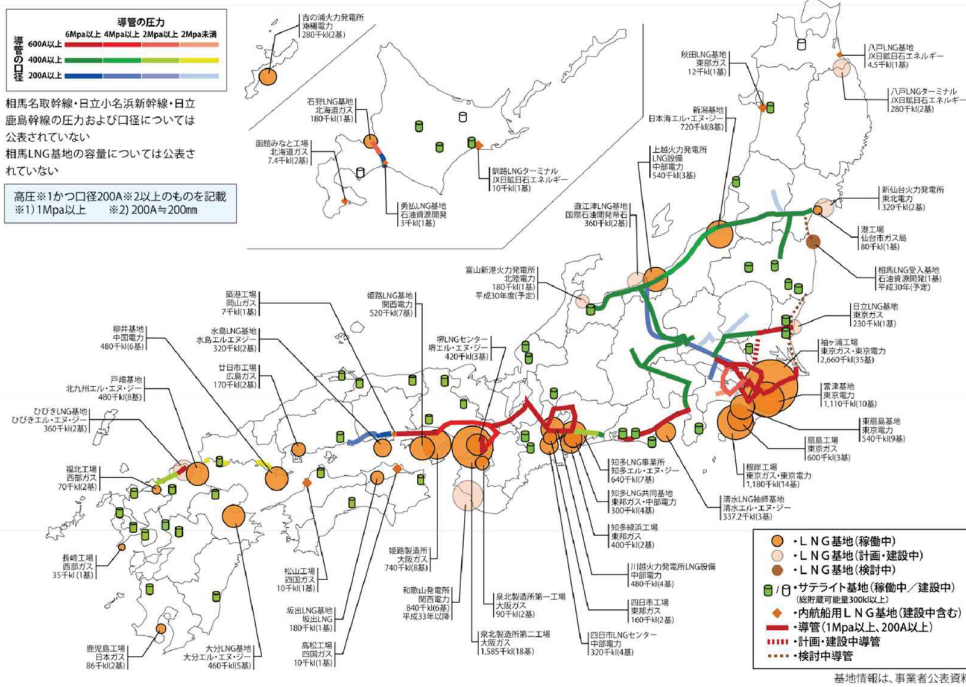 導管の圧力
6Mpa以上 4Mpa以上 2Mpa以上 2Mpa未満
導管の口径
600A以上
400A以上
200A以上
相馬名取幹線・日立小名浜新幹線・日立
鹿島幹線の圧力および口径については
公表されていない
相馬LNG基地の容量については公表さ
れていない
高圧※1かつ口径200A※2以上のものを記載
※1) 1MPa以上 ※2) 200A≒200mm
吉の浦火力発電所
沖縄電力
280千kl(2基)
石狩LNG基地
北海道ガス
180千kl(1基)
函館みなと工場
北海道ガス
7.4千kl(2基)
勇払LNG基地
石油資源開発
3千kl(1基)
釧路LNGターミナル
JX日鉱日石エネルギー
10千kl(1基)
秋田LNG基地
東部ガス
12千kl(1基)
八戸LNG基地
JX日鉱日石エネルギー
4.5千kl(1基)
八戸LNGターミナル
JX日鉱日石エネルギー
280千kl(2基)
新潟基地
日本海エル・エヌ・ジー
720千kl(8基)
上越火力発電所
LNG設備
中部電力
540千kl(3基)
直江津LNG基地
国際石油開発帝石
360千kl(2基)
富山新港火力発電所
北陸電力
180千kl(1基)
平成30年度(予定)
新仙台火力発電所
東北電力
320千kl(2基)
港工場
仙台市ガス局
80千kl(1基)
相馬LNG受入基地
石油資源開発(1基)
平成30年(予定)
日立LNG基地
東京ガス
230千kl(1基)
袖ヶ浦工場
東京ガス・東京電力
2,660千kl(35基)
富津基地
東京電力
1,110千kl(10基)
東扇島基地
東京電力
540千kl(9基)
扇島工場
東京ガス
600千kl(3基)
根岸工場
東京ガス・東京電力
1,180千kl(14基)
清水LNG袖師基地
清水エル・エヌ・ジー
337.2千kl(3基)
築港工場
岡山ガス
7千kl(1基)
姫路LNG基地
関西電力
520千kl(7基)
柳井基地
中国電力
480千kl(6基)
水島LNG基地
水島エルエヌジー
320千kl(2基)
堺LNGセンター
堺エル・エヌ・ジー
420千kl(3基)
戸畑基地
北九州エル・エヌ・ジー
480千kl(8基)
廿日市工場
広島ガス
170千kl(2基)
ひびきLNG基地
ひびきエル・エヌ・ジー
360千kl(2基)
福北工場
西部ガス
70千kl(2基)
長崎工場
西部ガス
35千kl(1基)
鹿児島工場
日本ガス
86千kl(2基)
大分LNG基地
大分エル・エヌ・ジー
460千kl(5基)
松山工場
四国ガス
10千kl(1基)
坂出LNG基地
坂出LNG
180千kl(1基)
高松工場
四国ガス
10千kl(1基)
姫路製造所
大阪ガス
740千kl(8基)
和歌山発電所
関西電力
840千kl(6基)
平成33年以降
泉北製造所第一工場
大阪ガス
90千kl(2基)
泉北製造所第二工場
大阪ガス
1,585千kl(18基)
知多LNG事業所
知多エル・エヌ・ジー
640千kl(7基)
知多LNG共同基地
東邦ガス・中部電力
300千kl(4基)
知多緑浜工場
東邦ガス
400千kl(2基)
川越火力発電所LNG設備
中部電力
480千kl(4基)
四日市工場
東邦ガス
160千kl(2基)
四日市LNGセンター
中部電力
320千kl(4基)
・LNG基地(稼働中)
・LNG基地(計画・建設中)
・LNG基地(検討中)
/ ・サテライト基地(稼働中/建設中)
(総貯蔵可能量300kl以上)
・内航船用LNG基地(建設中含む)
・導管(1Mpa以上、200A以上)
・計画・建設中導管
・検討中導管
基地情報は、事業者公表資料